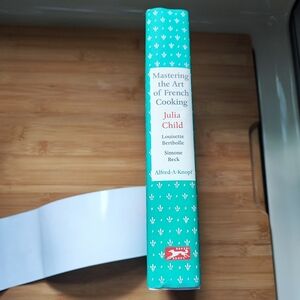 Mastering
the Art
of French
Cooking
Julia
Child
Louisette
Bertholle
Simone
Beck
Alfred·A·Knopf